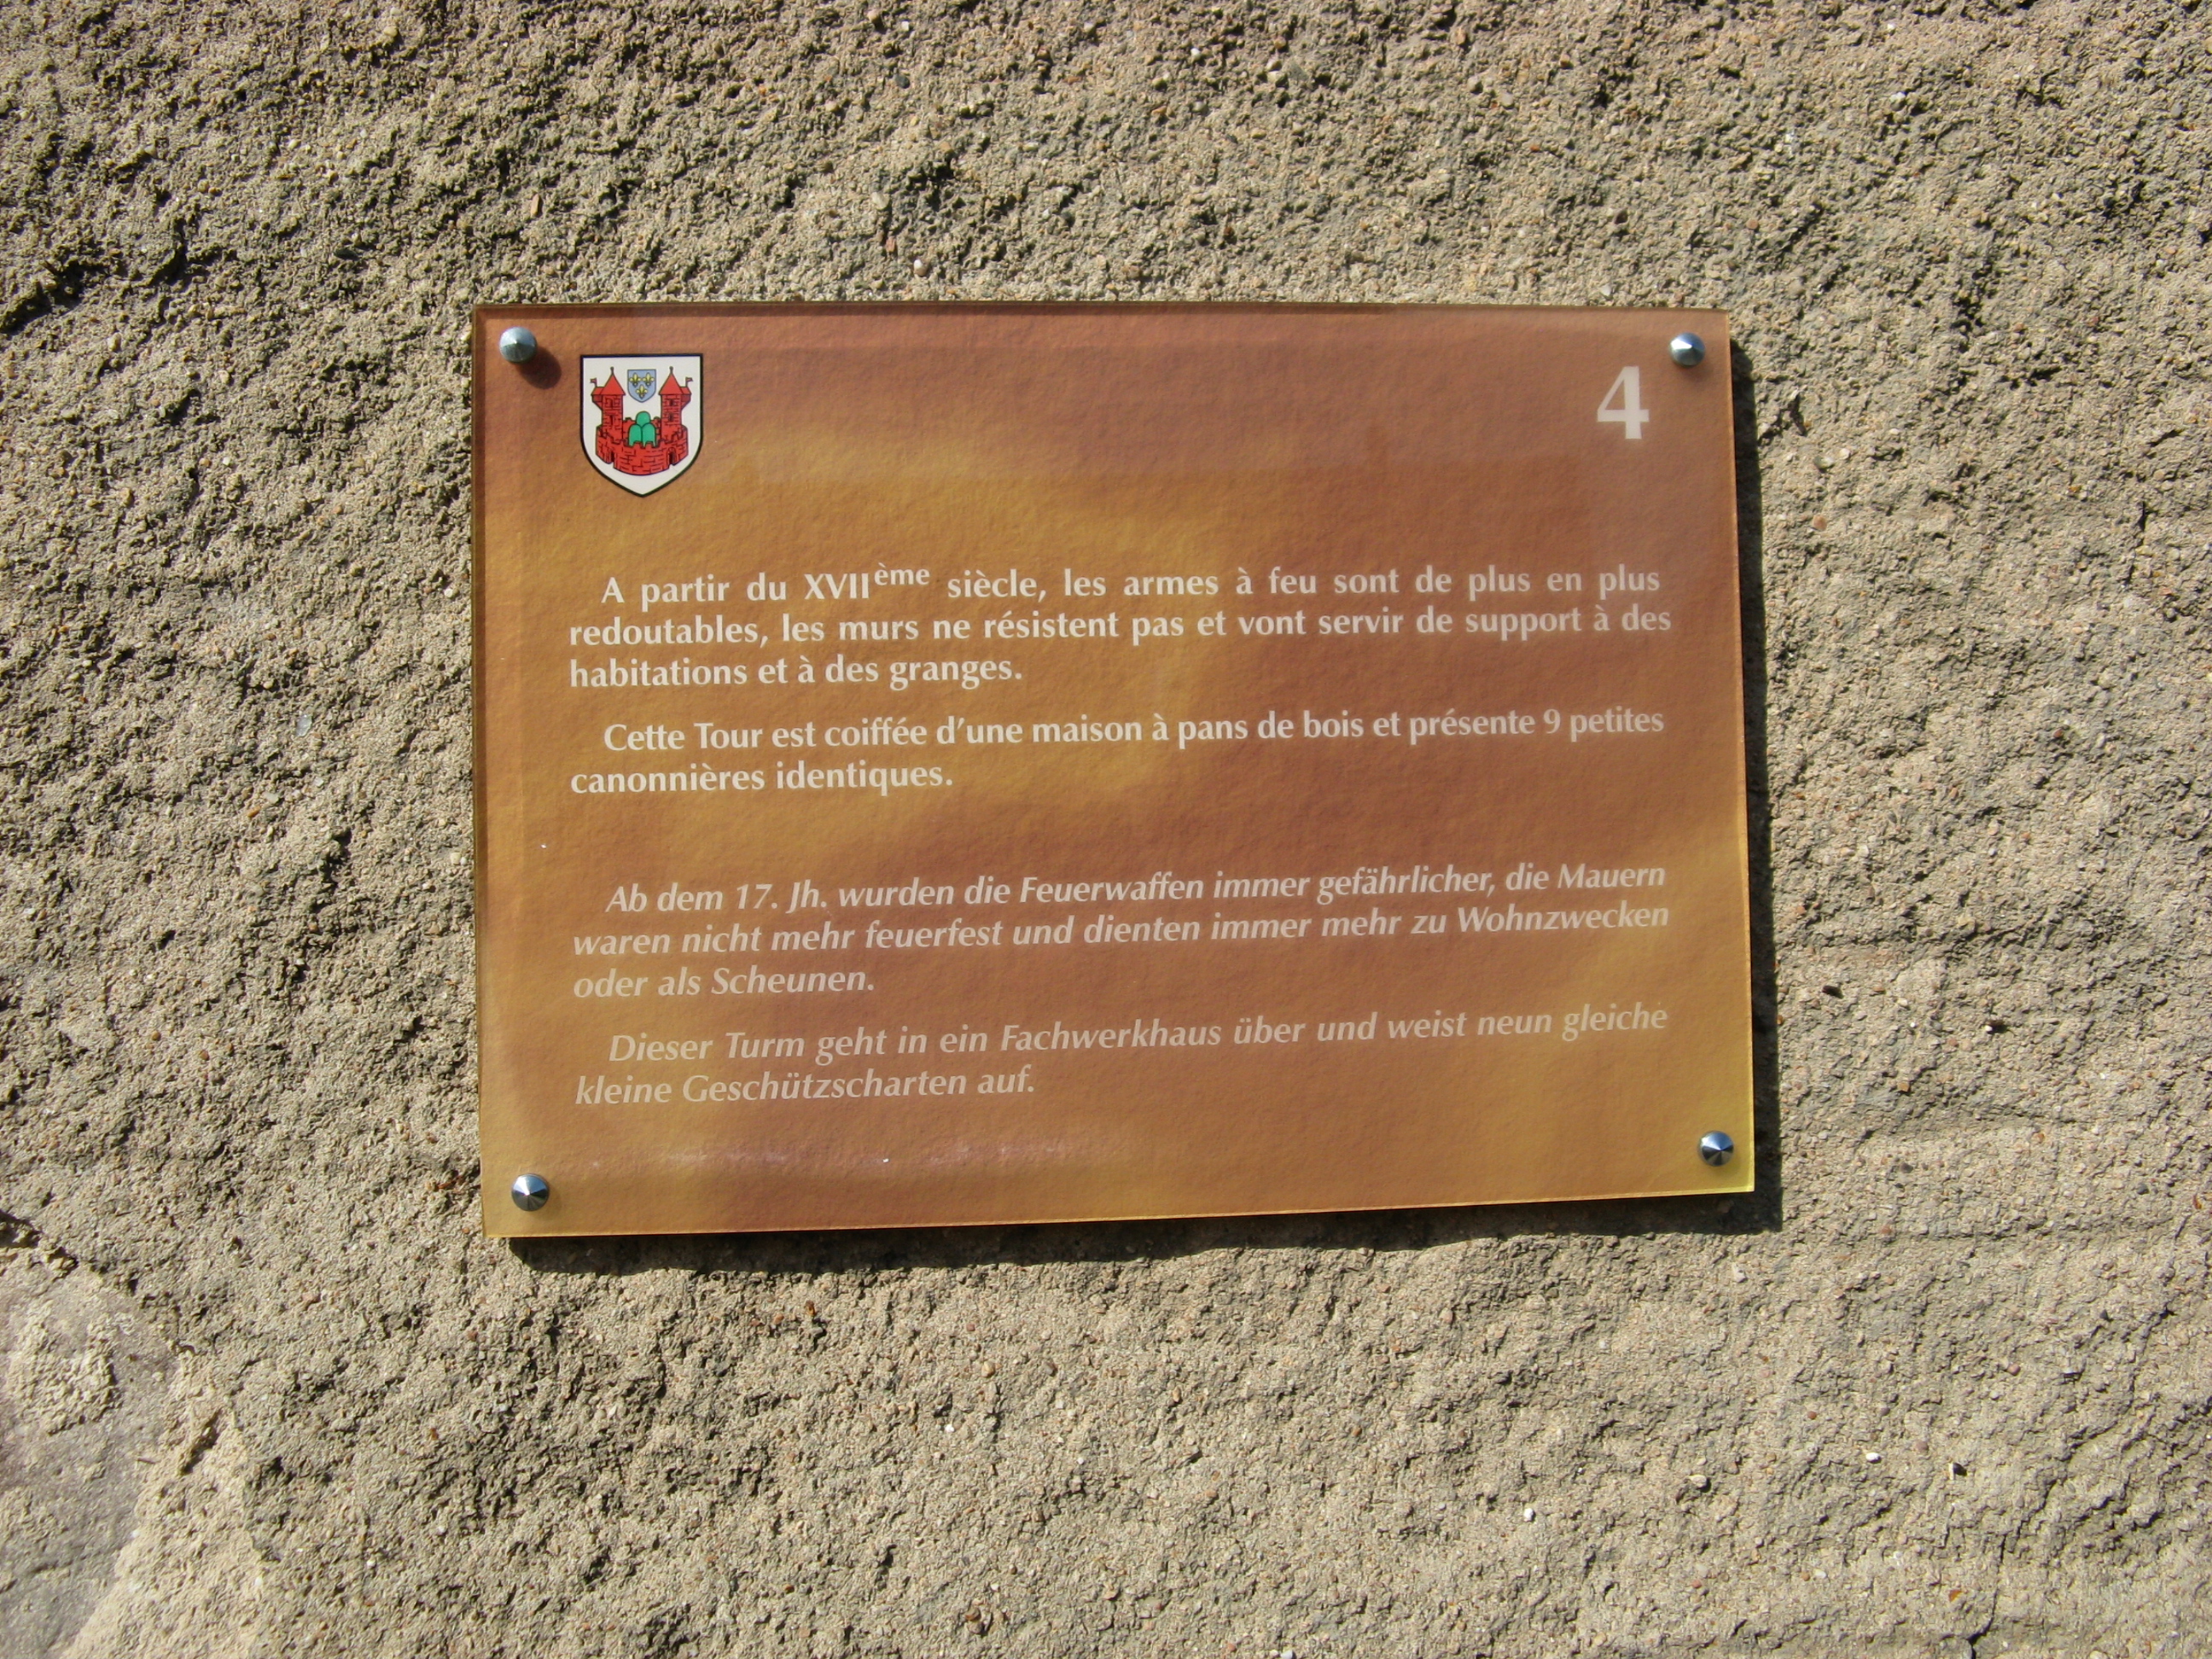 4
A partir du XVIIème siècle, les armes à feu sont de plus en plus
redoutables, les murs ne résistent pas et vont servir de support à des
habitations et à des granges.
Cette Tour est coiffée d'une maison à pans de bois et présente 9 petites
canonnières identiques.
Ab dem 17. Jh. wurden die Feuerwaffen immer gefährlicher, die Mauern
waren nicht mehr feuerfest und dienten immer mehr zu Wohnzwecken
oder als Scheunen.
Dieser Turm geht in ein Fachwerkhaus über und weist neun gleiche
kleine Geschützscharten auf.